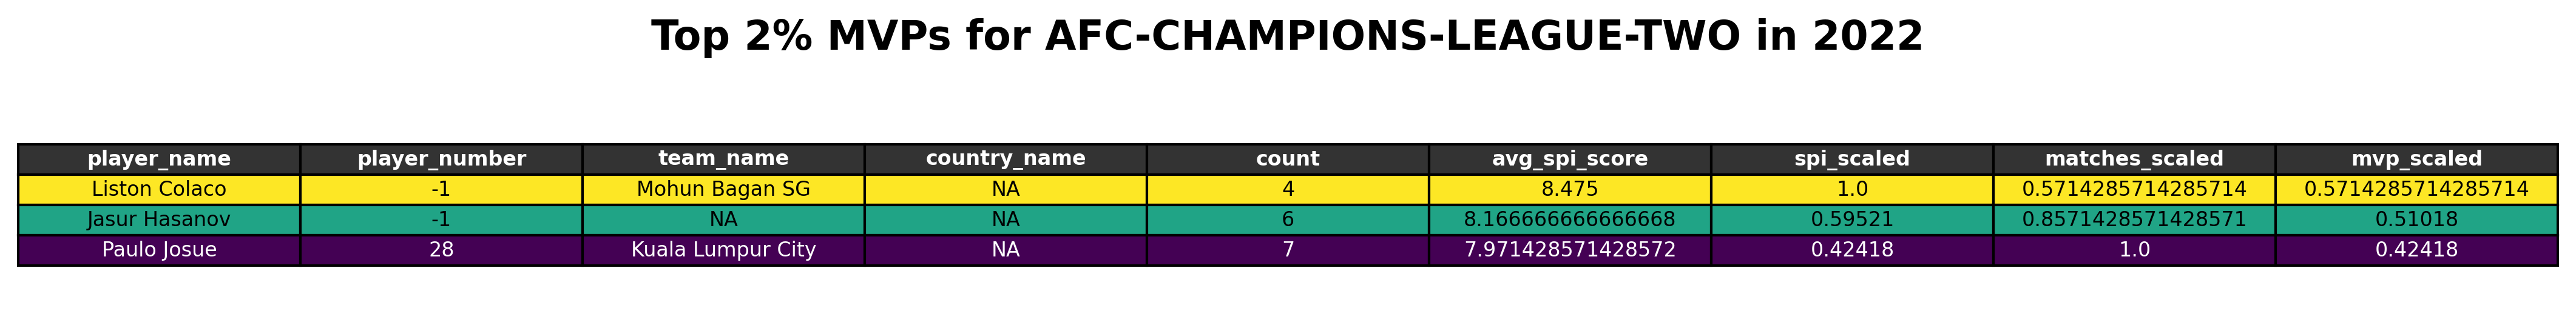 Top 2% MVPs for AFC-CHAMPIONS-LEAGUE-TWO in 2022
player_name player_number team_name country_name count avg_spi_score spi_scaled matches_scaled mvp_scaled
Liston Colaco -1 Mohun Bagan SG NA 4 8.475 1.0 0.5714285714285714 0.5714285714285714
Jasur Hasanov -1 NA NA 6 8.166666666666668 0.59521 0.8571428571428571 0.51018
Paulo Josue 28 Kuala Lumpur City NA 7 7.971428571428572 0.42418 1.0 0.42418